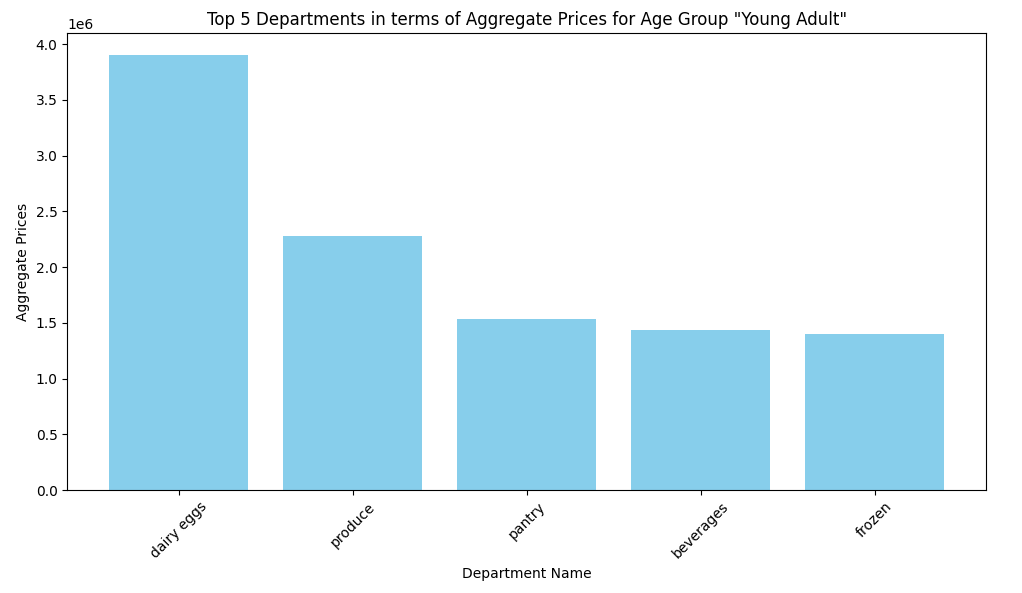 Top 5 Departments in terms of Aggregate Prices for Age Group "Young Adult"
1e6
4.0
3.5
3.0
2.5
2.0
1.5
1.0
0.5
0.0
Aggregate Prices
dairy eggs
produce
pantry
beverages
frozen
Department Name